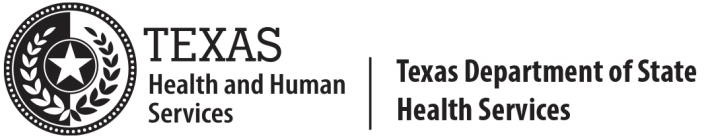 TEXAS
Health and Human
Services
Texas Department of State
Health Services